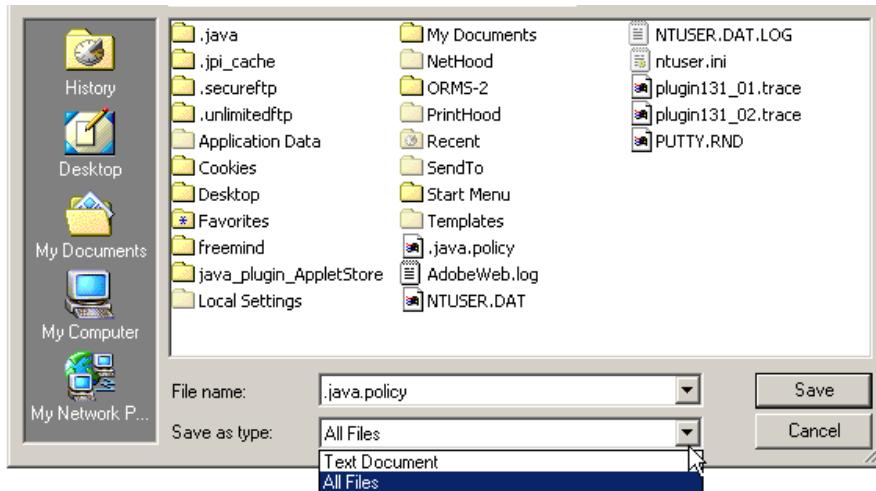 History
Desktop
My Documents
My Computer
My Network P...
.java
.jpi_cache
.secureftp
.unlimitedftp
Application Data
Cookies
Desktop
Favorites
freemind
java_plugin_AppletStore
Local Settings
My Documents
NetHood
ORMS-2
PrintHood
Recent
SendTo
Start Menu
Templates
.java.policy
AdobeWeb.log
NTUSER.DAT
NTUSER.DAT.LOG
ntuser.ini
plugin131_01.trace
plugin131_02.trace
PUTTY.RND
File name: .java.policy Save
Save as type: All Files Cancel
Text Document
All Files